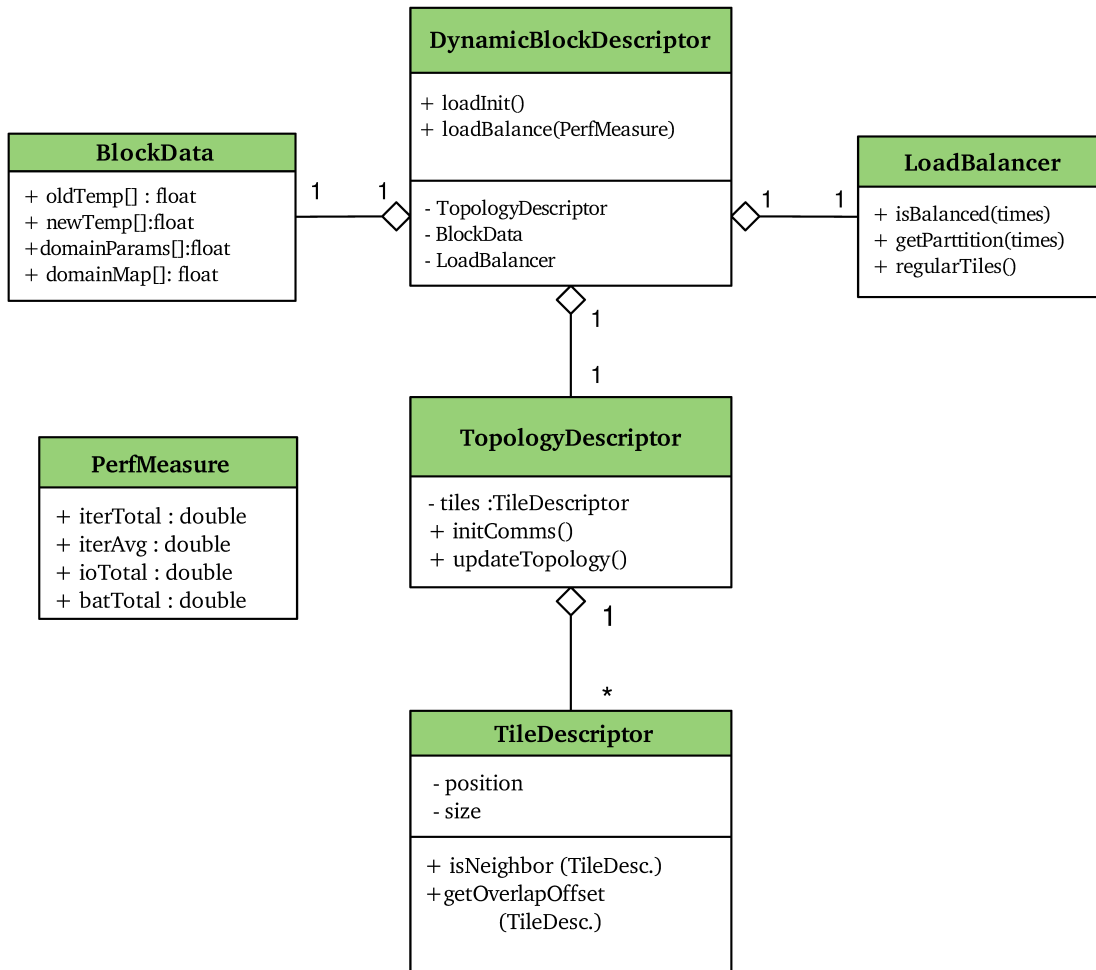 DynamicBlockDescriptor
+ loadInit()
+ loadBalance(PerfMeasure)
- TopologyDescriptor
- BlockData
- LoadBalancer
BlockData
+ oldTemp[] : float
+ newTemp[]:float
+domainParams[]:float
+ domainMap[]: float
1
1
1
1
LoadBalancer
+ isBalanced(times)
+ getParttition(times)
+ regularTiles()
1
1
TopologyDescriptor
- tiles :TileDescriptor
+ initComms()
+ updateTopology()
PerfMeasure
+ iterTotal : double
+ iterAvg : double
+ ioTotal : double
+ batTotal : double
1
*
TileDescriptor
- position
- size
+ isNeighbor (TileDesc.)
+getOverlapOffset
(TileDesc.)